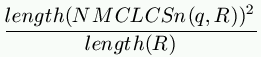 length(NMCLCSn(q, R))²
length(R)